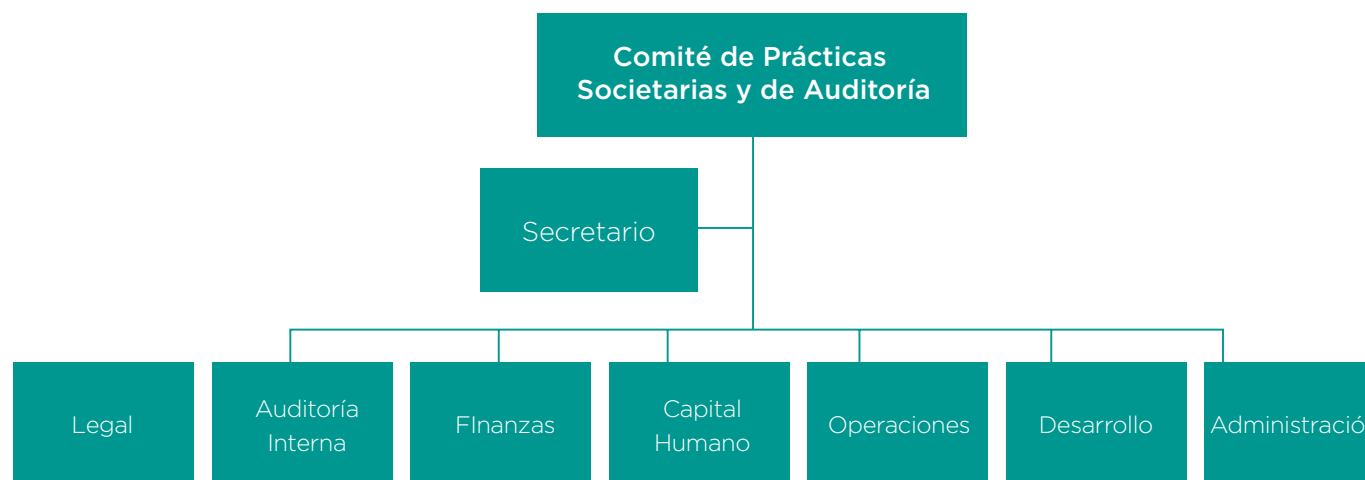 Comité de Prácticas
Societarias y de Auditoría
Secretario
Legal
Auditoría
Interna
FInanzas
Capital
Humano
Operaciones
Desarrollo
Administració